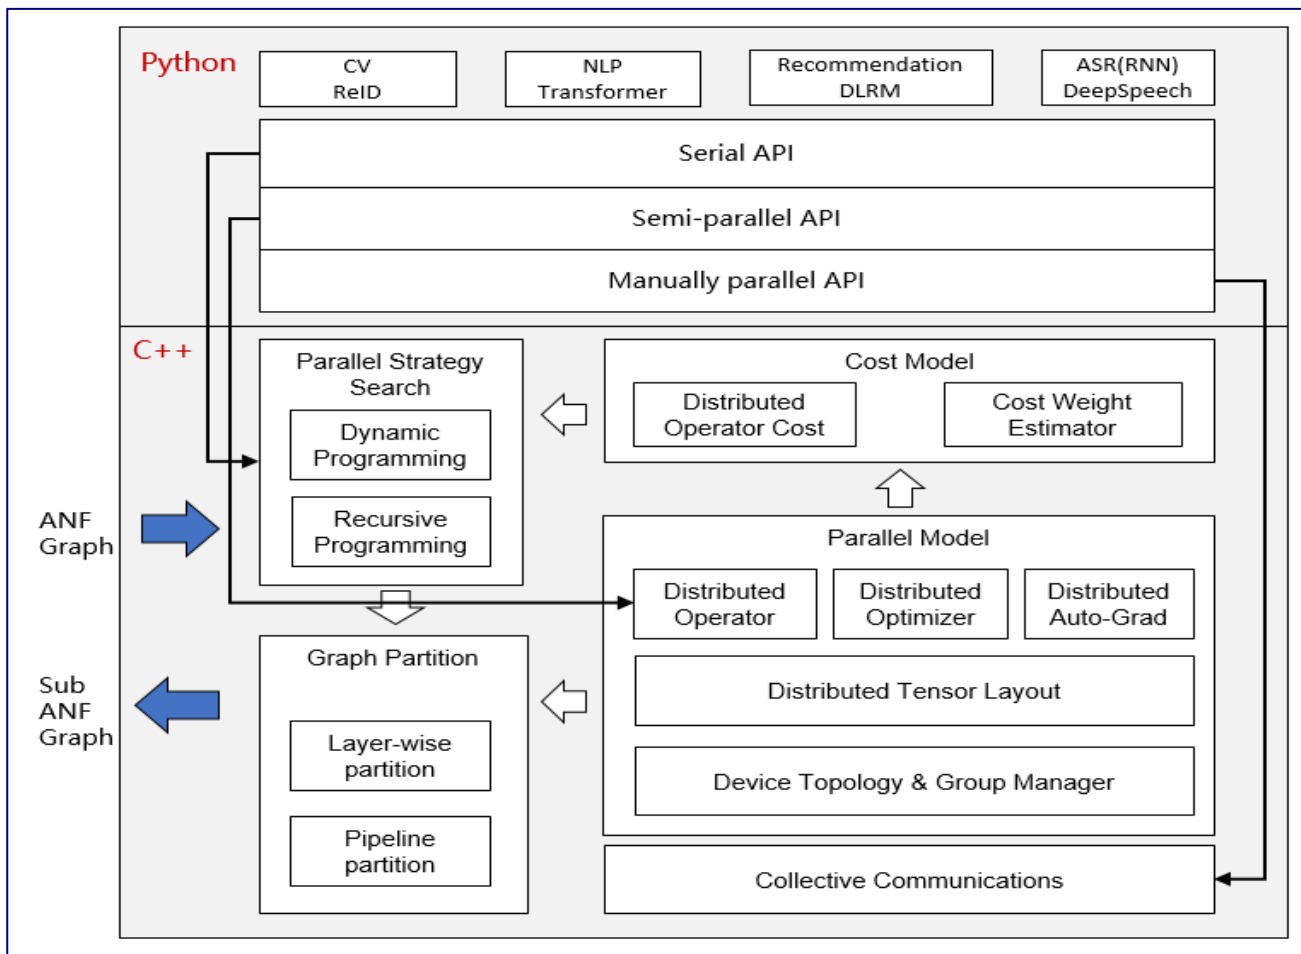 Python
CV
ReID
NLP
Transformer
Recommendation
DLRM
ASR(RNN)
DeepSpeech
Serial API
Semi-parallel API
Manually parallel API
C++
Parallel Strategy
Search
Dynamic
Programming
Recursive
Programming
Cost Model
Distributed
Operator Cost
Cost Weight
Estimator
ANF
Graph
Parallel Model
Distributed
Operator
Distributed
Optimizer
Distributed
Auto-Grad
Distributed Tensor Layout
Device Topology & Group Manager
Graph Partition
Layer-wise
partition
Pipeline
partition
Sub
ANF
Graph
Collective Communications